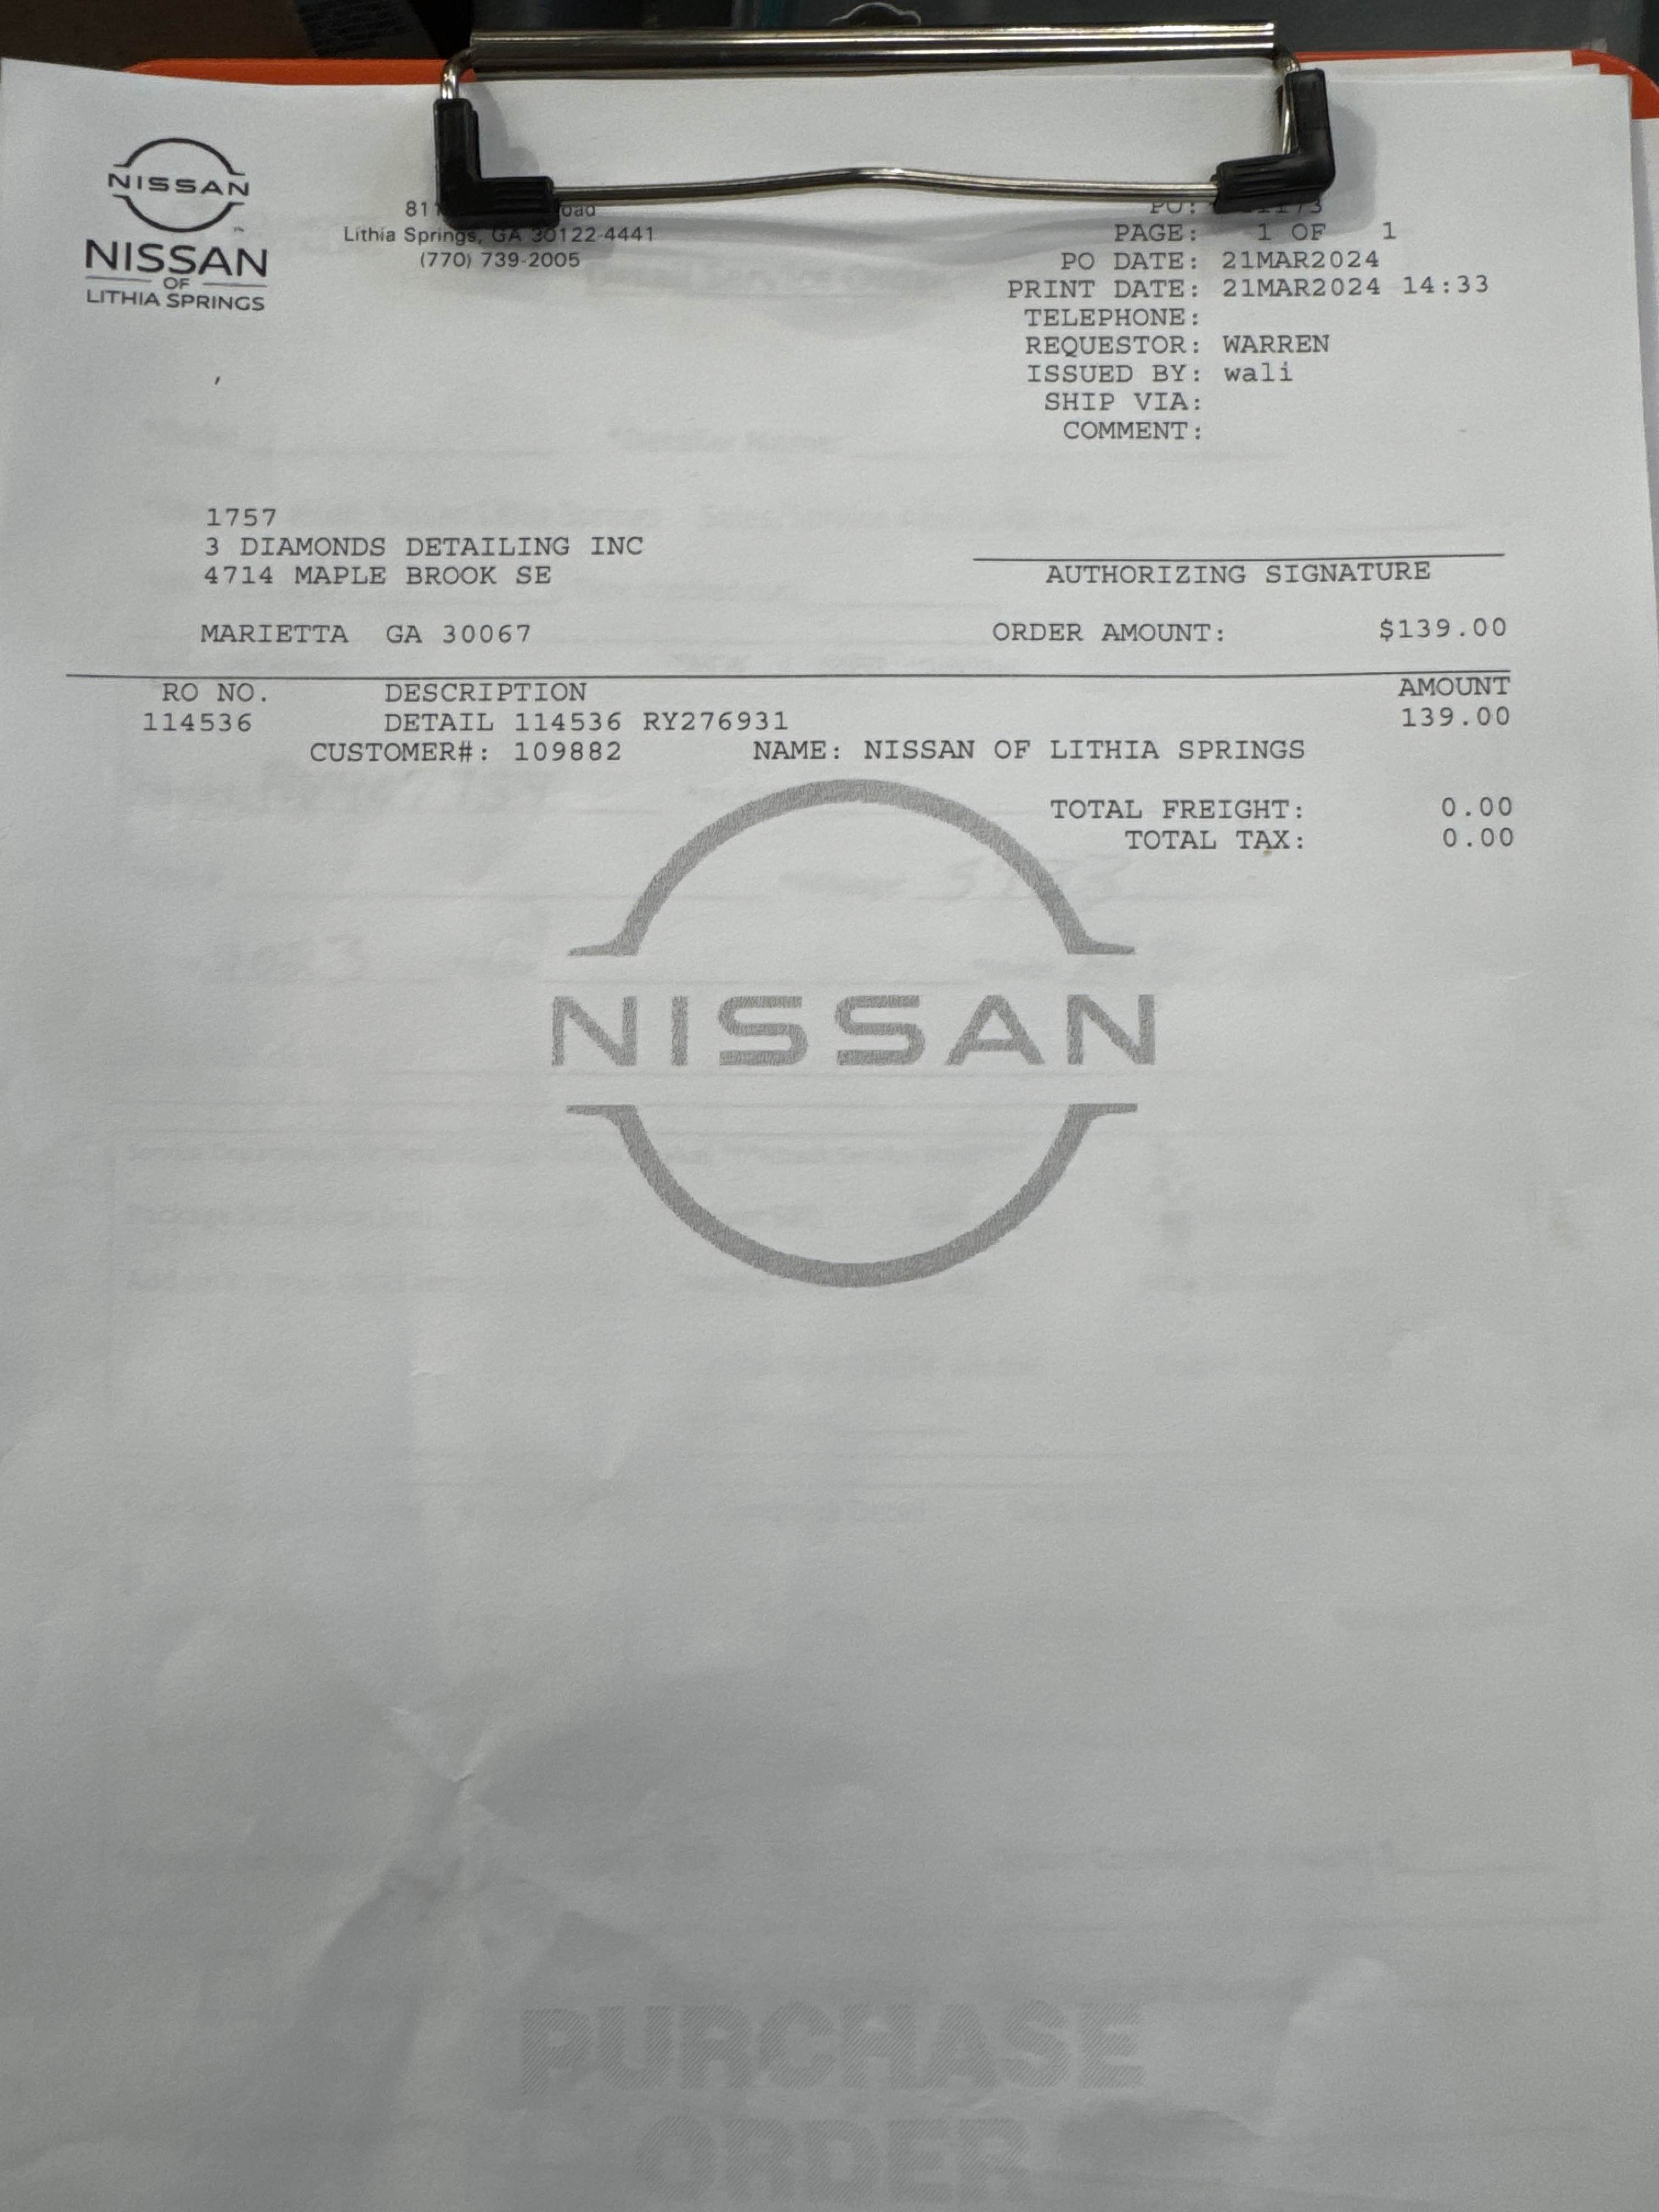 NISSAN
NISSAN
OF
LITHIA SPRINGS
Lithia Springs, GA 30122-4441
(770) 739-2005
PO:
PAGE: 1 OF 1
PO DATE: 21MAR2024
PRINT DATE: 21MAR2024 14:33
TELEPHONE:
REQUESTOR: WARREN
ISSUED BY: wali
SHIP VIA:
COMMENT:
1757
3 DIAMONDS DETAILING INC
4714 MAPLE BROOK SE
MARIETTA GA 30067
AUTHORIZING SIGNATURE
ORDER AMOUNT: $139.00
RO NO. DESCRIPTION AMOUNT
114536 DETAIL 114536 RY276931 139.00
CUSTOMER#: 109882 NAME: NISSAN OF LITHIA SPRINGS
TOTAL FREIGHT: 0.00
TOTAL TAX: 0.00
NISSAN
PURCHASE
ORDER